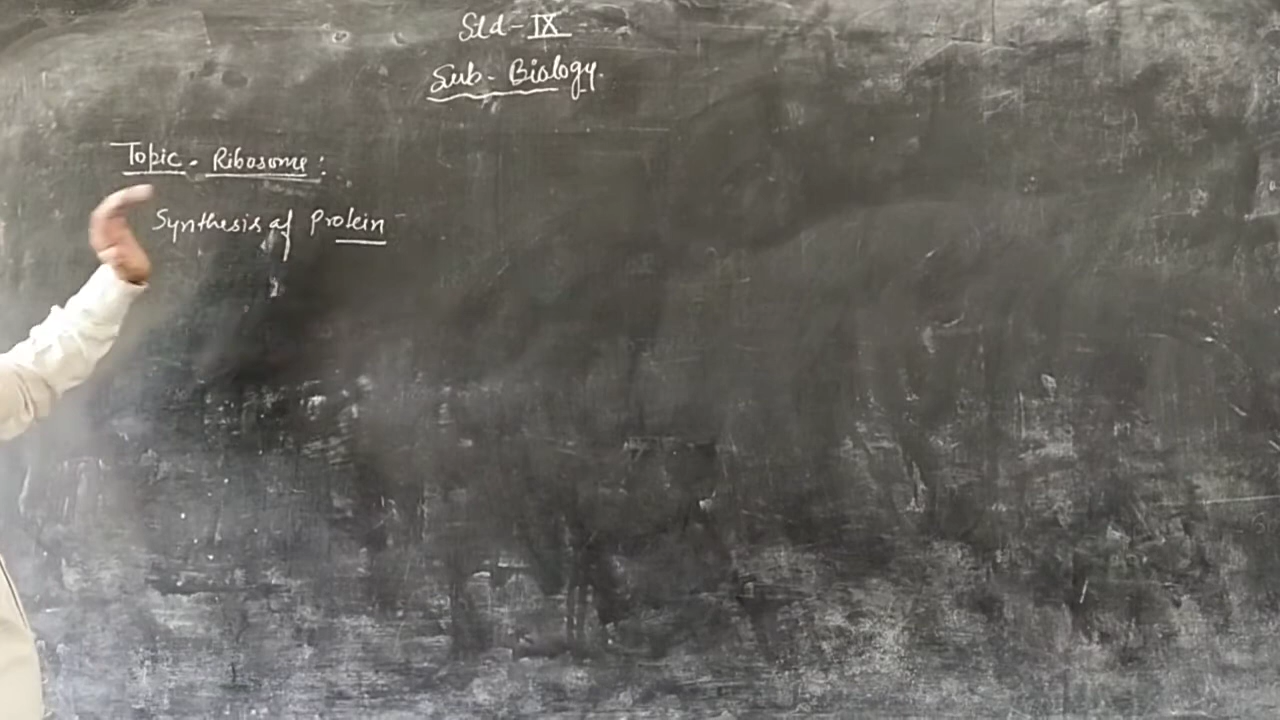 Std-IX
Sub- Biology.
Topic - Ribosome:
Synthesis of Protein